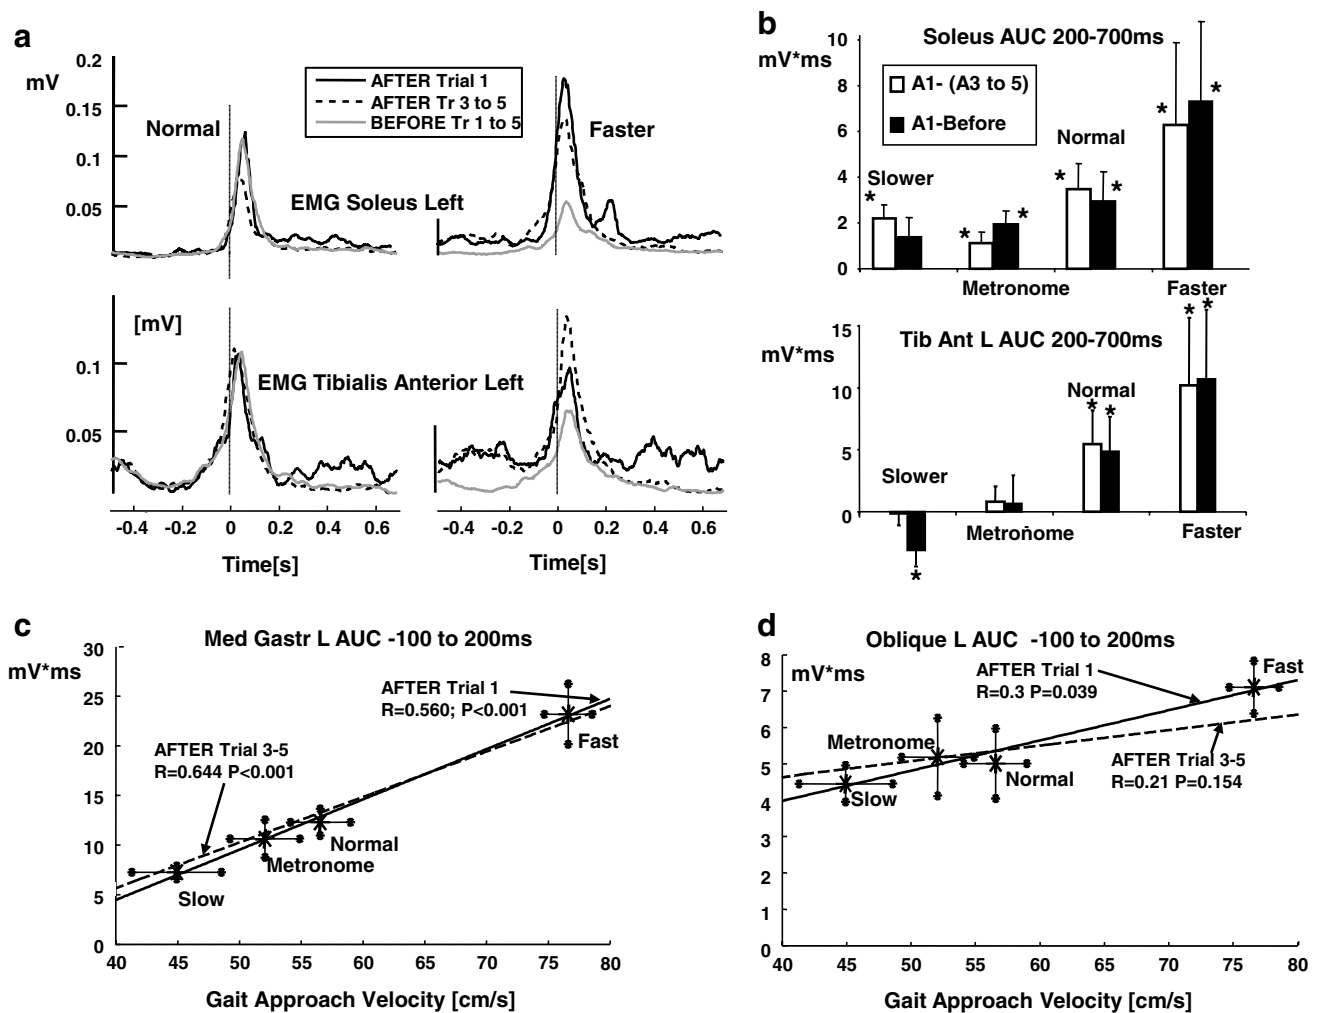 a
0.2
mV
0.15
0.1
0.05
Normal
AFTER Trial 1
AFTER Tr 3 to 5
BEFORE Tr 1 to 5
Faster
EMG Soleus Left
[mV]
0.1
0.05
EMG Tibialis Anterior Left
-0.4 -0.2 0 0.2 0.4 0.6
-0.4 -0.2 0 0.2 0.4 0.6
Time[s]
Time[s]
b
Soleus AUC 200-700ms
mV*ms
10
8
6
4
2
0
A1- (A3 to 5)
A1-Before
Slower
Normal
* * * * * * *
Metronome
Faster
Tib Ant L AUC 200-700ms
mV*ms
15
10
5
0
Slower
Normal
* * * *
Metronome
Faster
*
c
Med Gastr L AUC -100 to 200ms
mV*ms
30
25
20
15
10
5
0
AFTER Trial 1
R=0.560; P<0.001
AFTER Trial 3-5
R=0.644 P<0.001
Fast
Normal
Metronome
Slow
40 45 50 55 60 65 70 75 80
Gait Approach Velocity [cm/s]
d
Oblique L AUC -100 to 200ms
mV*ms
8
7
6
5
4
3
2
1
0
AFTER Trial 1
R=0.3 P=0.039
Fast
Metronome
Normal
Slow
AFTER Trial 3-5
R=0.21 P=0.154
40 45 50 55 60 65 70 75 80
Gait Approach Velocity [cm/s]